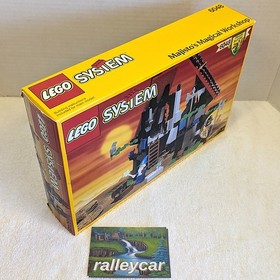 LEGO SYSTEM
6048
Majisto's Magical Workshop
LEGO SYSTEM
ralleycar